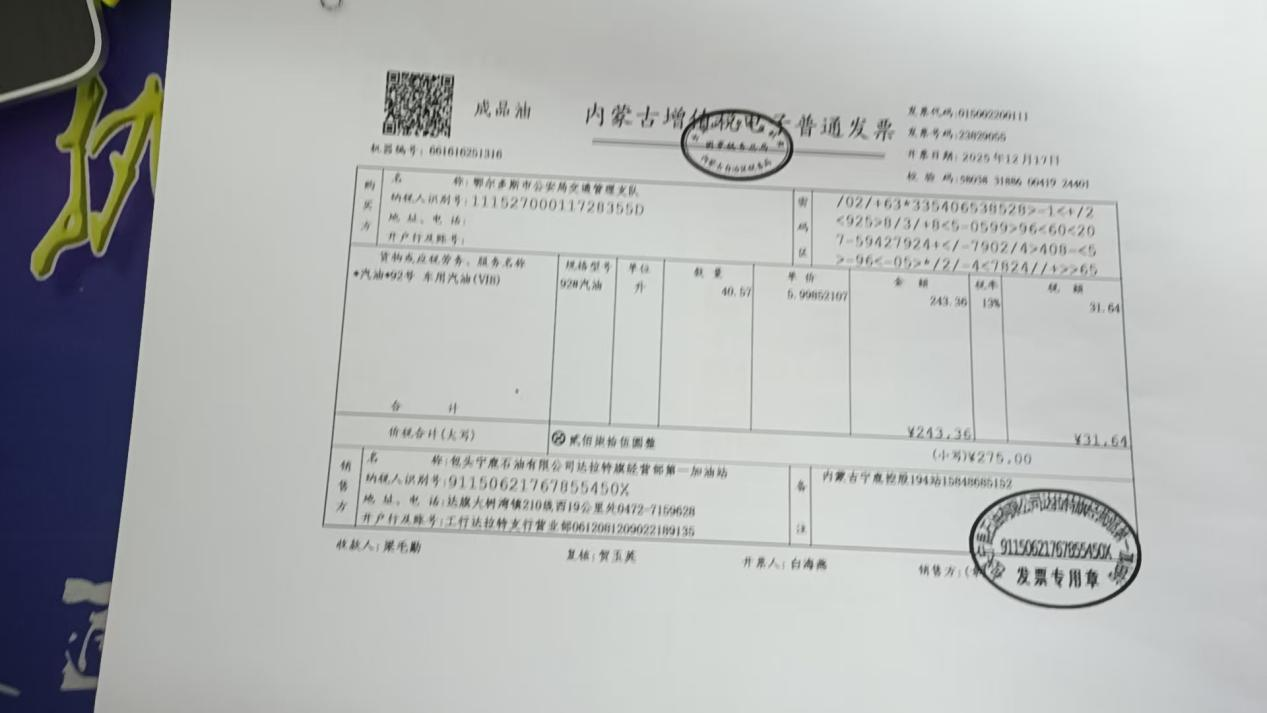 成品油
内蒙古增值税电子普通发票
机器编号: 661616251316
发票代码:015002200111
发票号码:23829055
开票日期: 2025年12月17日
校 验 码:58038 31886 00419 24401
购买方
名 称: 鄂尔多斯市公安局交通管理支队
纳税人识别号:11152700011728355D
地 址、电 话:
开户行及账号:
密码区
/02/+63*335406538528>-1<+/2
<925>8/3/+8<5-0599>96<60<20?
7-59427924+</-7902/4>408-<5
>-96<-05>*/2/-4<7824//+>>65
货物或应税劳务、服务名称 规格型号 单位 数 量 单 价 金 额 税率 税 额
*汽油*92号 车用汽油(VIB) 92#汽油 升 40.57 5.99852107 243.36 13% 31.64
合 计 ¥243.36 ¥31.64
价税合计(大写) ⊗贰佰柒拾伍圆整 (小写)¥275.00
销售方
名 称:包头宁鹿石油有限公司达拉特旗经营部第一加油站
纳税人识别号:91150621767855450X
地 址、电 话:达旗大树湾镇210线西19公里处0472-7159628
开户行及账号:工行达拉特支行营业部0612081209022189135
备注
内蒙古宁鹿控股194站15848685152
收款人:梁毛勤 复核:贺玉英 开票人:白海燕 销售方:(章)
91150621767855450X
发票专用章